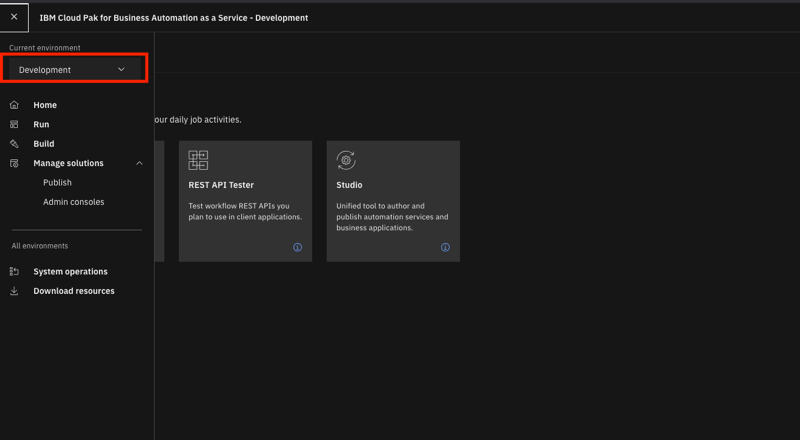 IBM Cloud Pak for Business Automation as a Service - Development
Current environment
Development
Home
Run
Build
Manage solutions
Publish
Admin consoles
All environments
System operations
Download resources
our daily job activities.
REST API Tester
Test workflow REST APIs you
plan to use in client applications.
Studio
Unified tool to author and
publish automation services and
business applications.